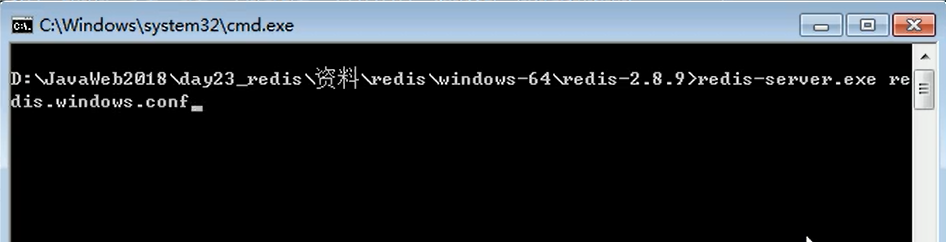 C:\Windows\system32\cmd.exe
D:\JavaWeb2018\day23_redis\资料\redis\windows-64\redis-2.8.9>redis-server.exe re
dis.windows.conf